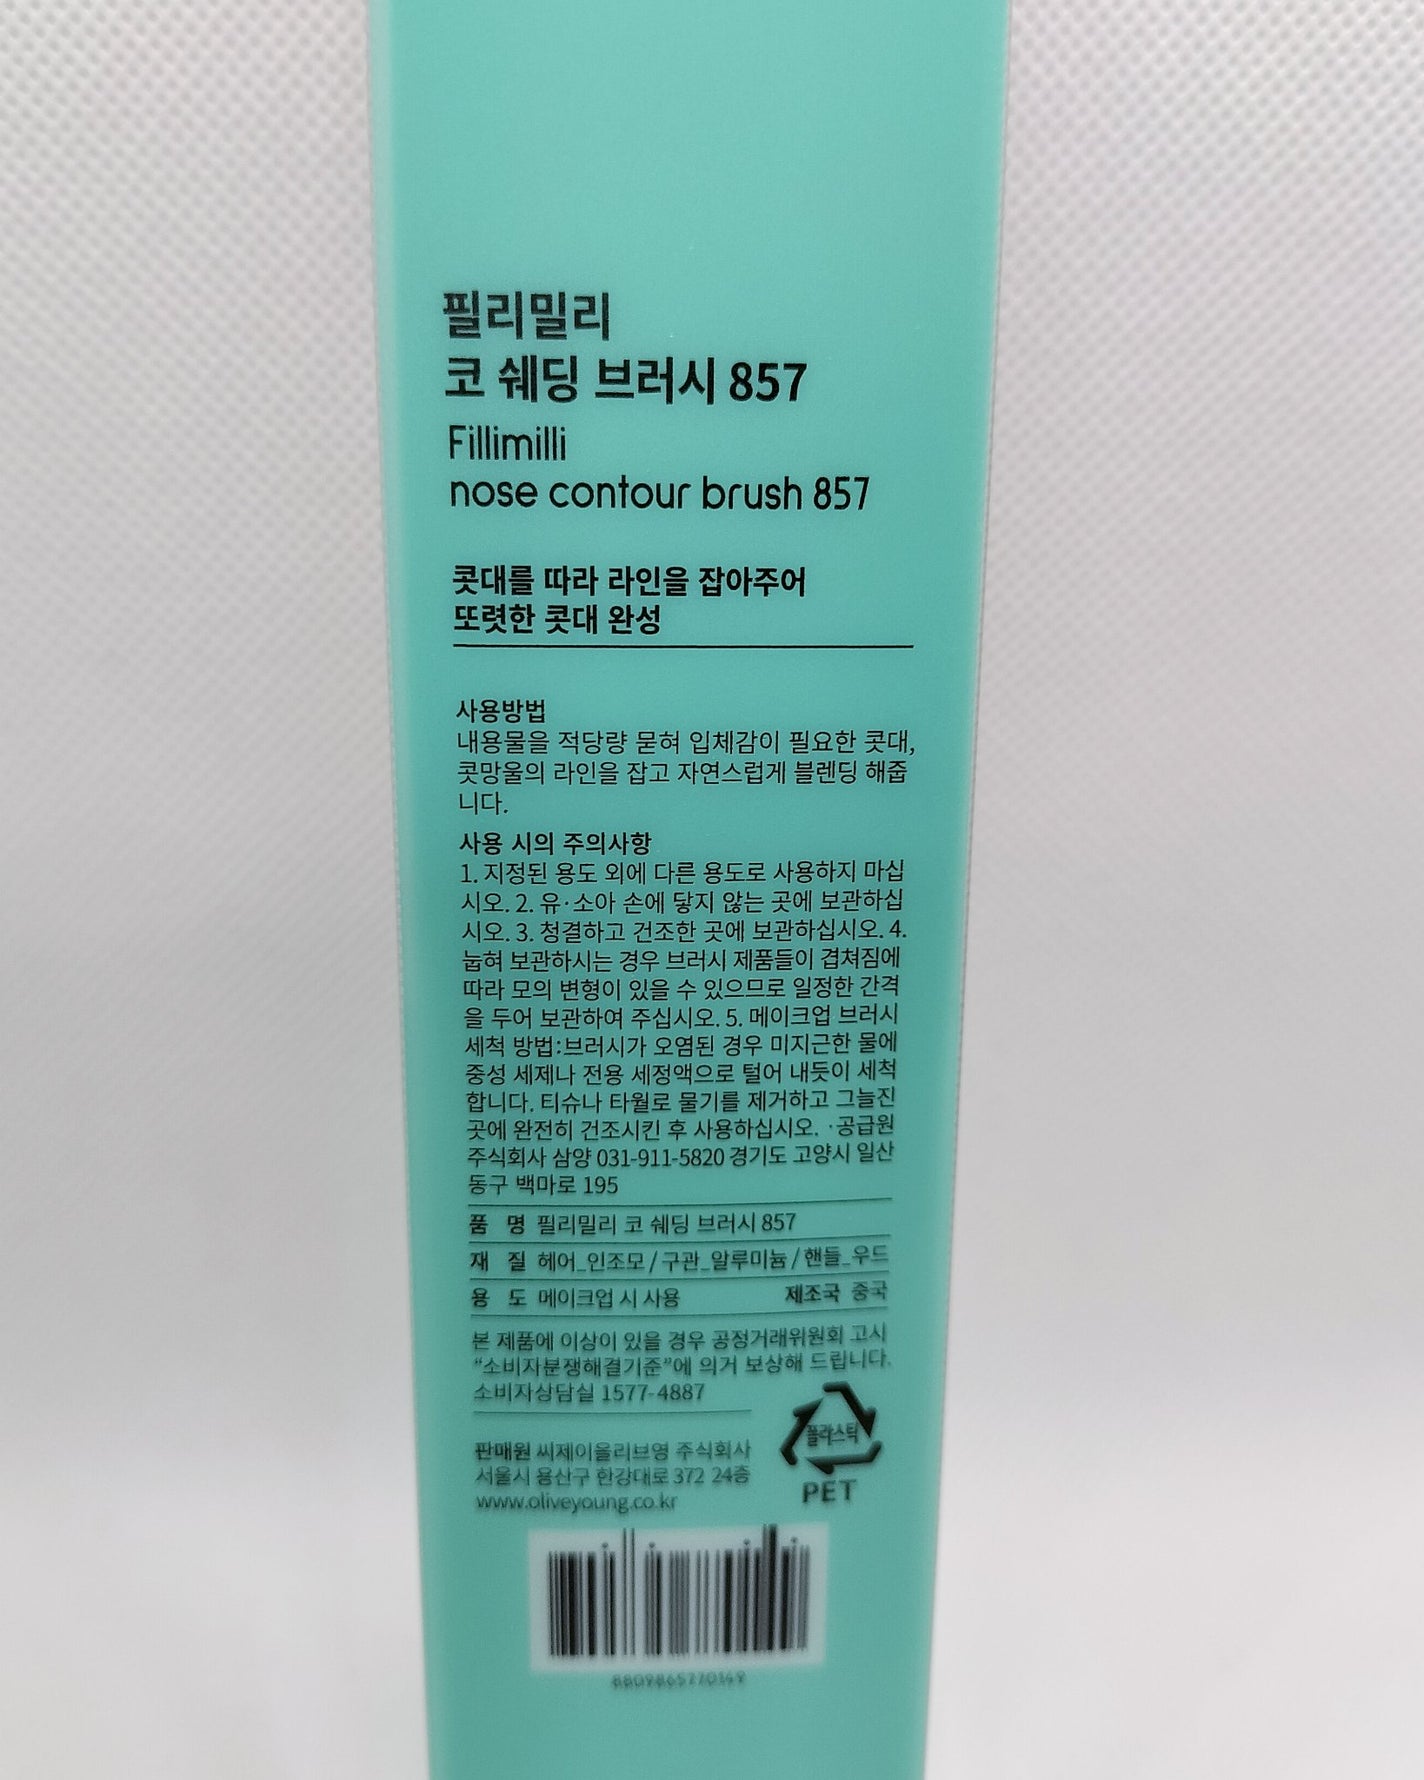 필리밀리
코 쉐딩 브러시 857
Fillimilli
nose contour brush 857
콧대를 따라 라인을 잡아주어
또렷한 콧대 완성
사용방법
내용물을 적당량 묻혀 입체감이 필요한 콧대,
콧망울의 라인을 잡고 자연스럽게 블렌딩 해줍
니다.
사용 시의 주의사항
1. 지정된 용도 외에 다른 용도로 사용하지 마십
시오. 2. 유·소아 손에 닿지 않는 곳에 보관하십
시오. 3. 청결하고 건조한 곳에 보관하십시오. 4.
눕혀 보관하시는 경우 브러시 제품들이 겹쳐짐에
따라 모의 변형이 있을 수 있으므로 일정한 간격
을 두어 보관하여 주십시오. 5. 메이크업 브러시
세척 방법:브러시가 오염된 경우 미지근한 물에
중성 세제나 전용 세정액으로 털어 내듯이 세척
합니다. 티슈나 타월로 물기를 제거하고 그늘진
곳에 완전히 건조시킨 후 사용하십시오. ·공급원
주식회사 삼양 031-911-5820 경기도 고양시 일산
동구 백마로 195
품 명 필리밀리 코 쉐딩 브러시 857
재 질 헤어_인조모 / 구관_알루미늄 / 핸들_우드
용 도 메이크업 시 사용 제조국 중국
본 제품에 이상이 있을 경우 공정거래위원회 고시
“소비자분쟁해결기준”에 의거 보상해 드립니다.
소비자상담실 1577-4887
플라스틱
PET
판매원 씨제이올리브영 주식회사
서울시 용산구 한강대로 372 24층
www.oliveyoung.co.kr
8809865770149